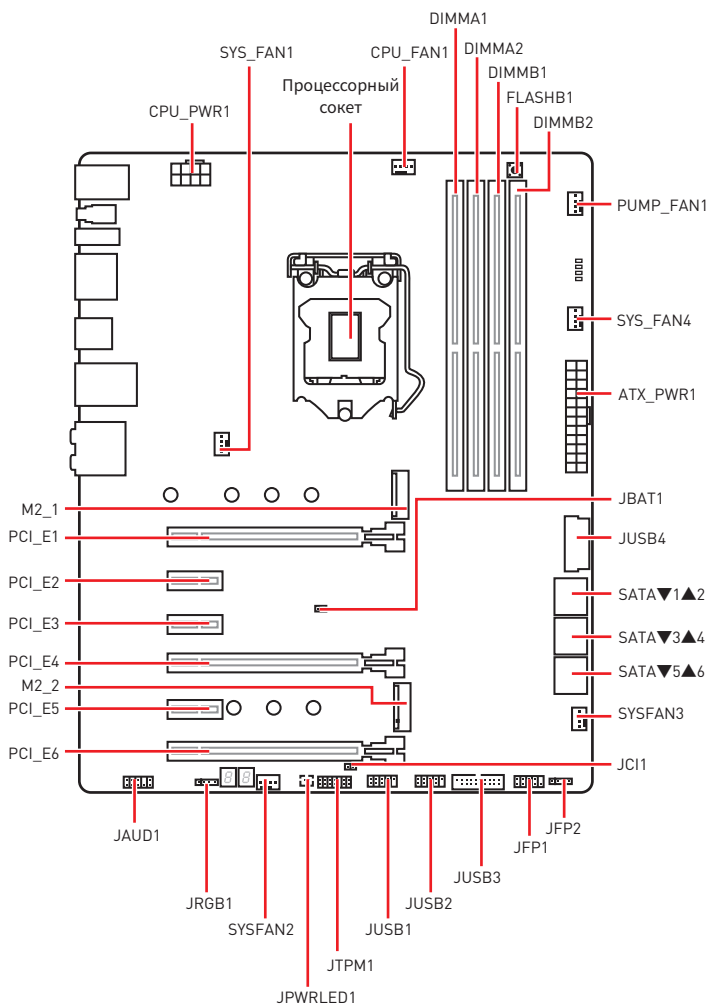 DIMMA1
DIMMA2
DIMMB1
FLASHB1
DIMMB2
SYS_FAN1
CPU_FAN1
Процессорный
сокет
CPU_PWR1
PUMP_FAN1
SYS_FAN4
ATX_PWR1
JBAT1
JUSB4
SATA▼1▲2
SATA▼3▲4
SATA▼5▲6
SYSFAN3
JCI1
M2_1
PCI_E1
PCI_E2
PCI_E3
PCI_E4
M2_2
PCI_E5
PCI_E6
8 8
JAUD1
JRGB1
SYSFAN2
JPWRLED1
JTPM1
JUSB1
JUSB2
JUSB3
JFP1
JFP2